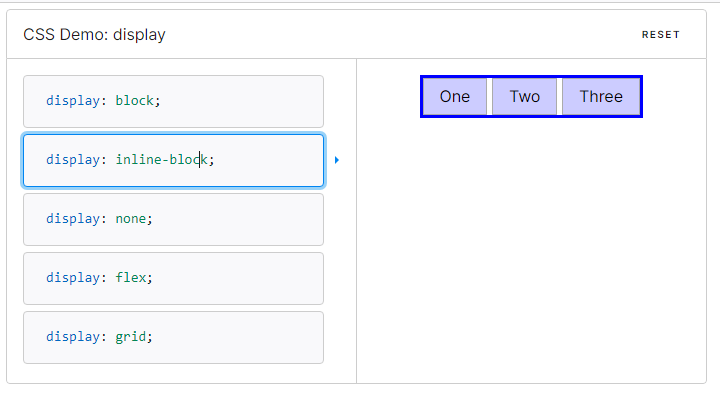 CSS Demo: display
RESET
display: block;
display: inline-block;
display: none;
display: flex;
display: grid;
One Two Three